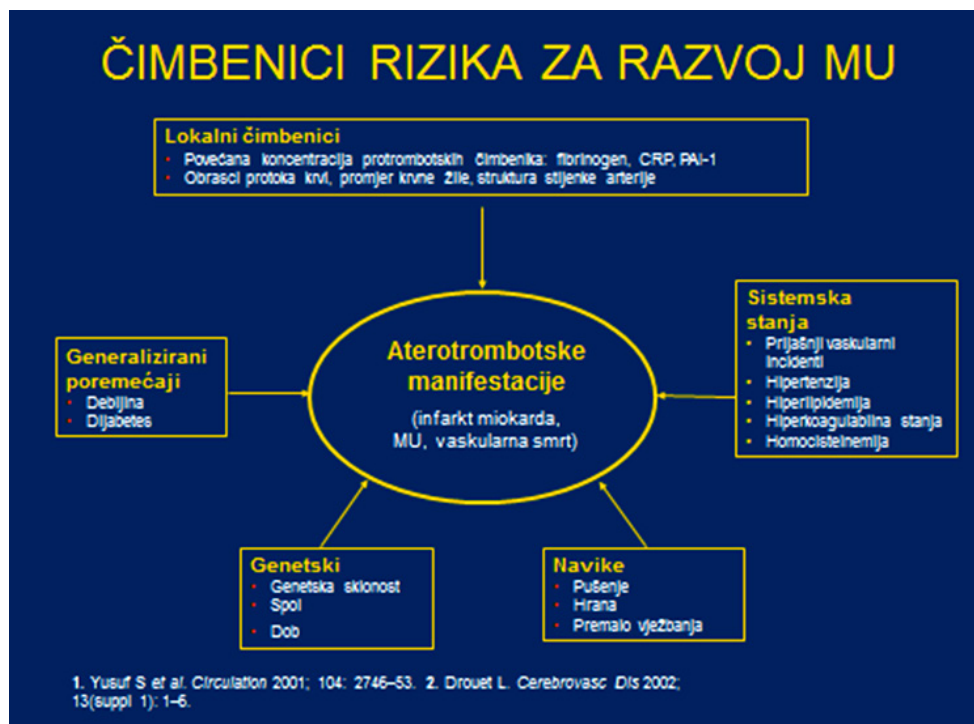 ČIMBENICI RIZIKA ZA RAZVOJ MU
Lokalni čimbenici
• Povećana koncentracija protrombotskih čimbenika: fibrinogen, CRP, PAI-1
• Obrasci protoka krvi, promjer krvne žile, struktura stijenke arterije
Generalizirani
poremećaji
• Debljina
• Dijabetes
Aterotrombotske
manifestacije
(infarkt miokarda,
MU, vaskularna smrt)
Sistemska
stanja
• Prijašnji vaskularni
incidenti
• Hipertenzija
• Hiperlipidemija
• Hiperkoagulabilna stanja
• Homocisteinemija
Genetski
• Genetska sklonost
• Spol
• Dob
Navike
• Pušenje
• Hrana
• Premalo vježbanja
1. Yusuf S et al. Circulation 2001; 104: 2746–53. 2. Drouet L. Cerebrovasc Dis 2002;
13(suppl 1): 1–6.